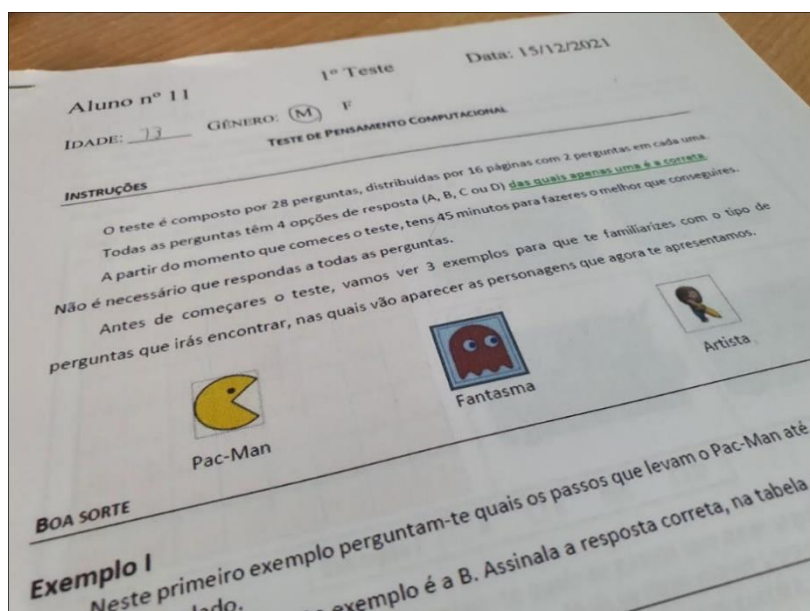 Aluno nº 11
1º Teste
Data: 15/12/2021
IDADE: 13 GÉNERO: M F
TESTE DE PENSAMENTO COMPUTACIONAL
INSTRUÇÕES
O teste é composto por 28 perguntas, distribuídas por 16 páginas com 2 perguntas em cada uma.
Todas as perguntas têm 4 opções de resposta (A, B, C ou D) das quais apenas uma é a correta.
A partir do momento que comeces o teste, tens 45 minutos para fazeres o melhor que conseguires.
Não é necessário que respondas a todas as perguntas.
Antes de começares o teste, vamos ver 3 exemplos para que te familiarizes com o tipo de
perguntas que irás encontrar, nas quais vão aparecer as personagens que agora te apresentamos.
Pac-Man
Fantasma
Artista
BOA SORTE
Exemplo I
Neste primeiro exemplo perguntam-te quais os passos que levam o Pac-Man até
exemplo é a B. Assinala a resposta correta, na tabela